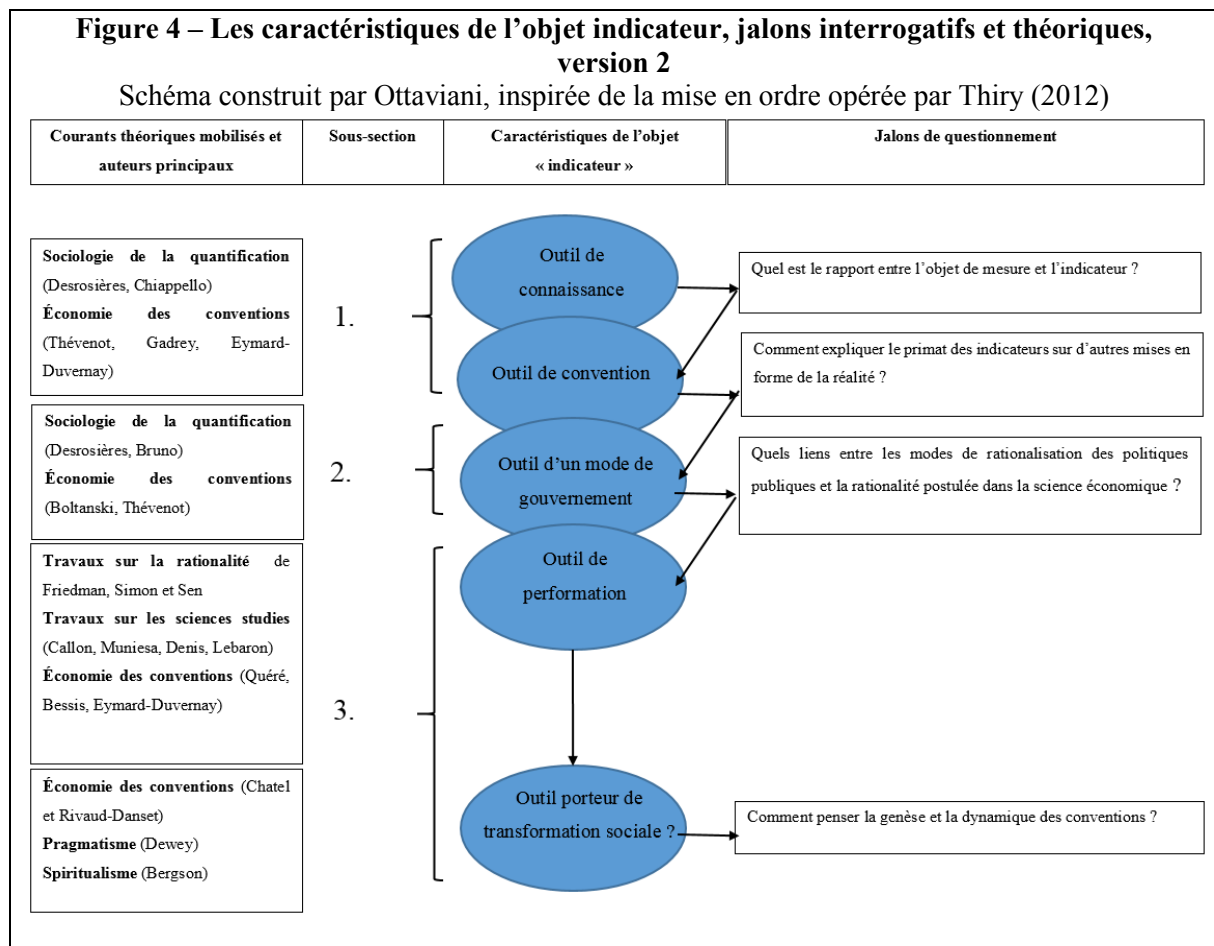 Figure 4 – Les caractéristiques de l'objet indicateur, jalons interrogatifs et théoriques,
version 2
Schéma construit par Ottaviani, inspirée de la mise en ordre opérée par Thiry (2012)
Courants théoriques mobilisés et
auteurs principaux
Sous-section
Caractéristiques de l'objet
« indicateur »
Jalons de questionnement
Sociologie de la quantification
(Desrosières, Chiappello)
Économie des conventions
(Thévenot, Gadrey, Eymard-
Duvernay)
1.
Outil de
connaissance
Quel est le rapport entre l'objet de mesure et l'indicateur ?
Outil de convention
Comment expliquer le primat des indicateurs sur d'autres mises en
forme de la réalité ?
Sociologie de la quantification
(Desrosières, Bruno)
Économie des conventions
(Boltanski, Thévenot)
2.
Outil d'un mode de
gouvernement
Quels liens entre les modes de rationalisation des politiques
publiques et la rationalité postulée dans la science économique ?
Travaux sur la rationalité de
Friedman, Simon et Sen
Travaux sur les sciences studies
(Callon, Muniesa, Denis, Lebaron)
Économie des conventions (Quéré,
Bessis, Eymard-Duvernay)
3.
Outil de
performation
Économie des conventions (Chatel
et Rivaud-Danset)
Pragmatisme (Dewey)
Spiritualisme (Bergson)
Outil porteur de
transformation sociale ?
Comment penser la genèse et la dynamique des conventions ?